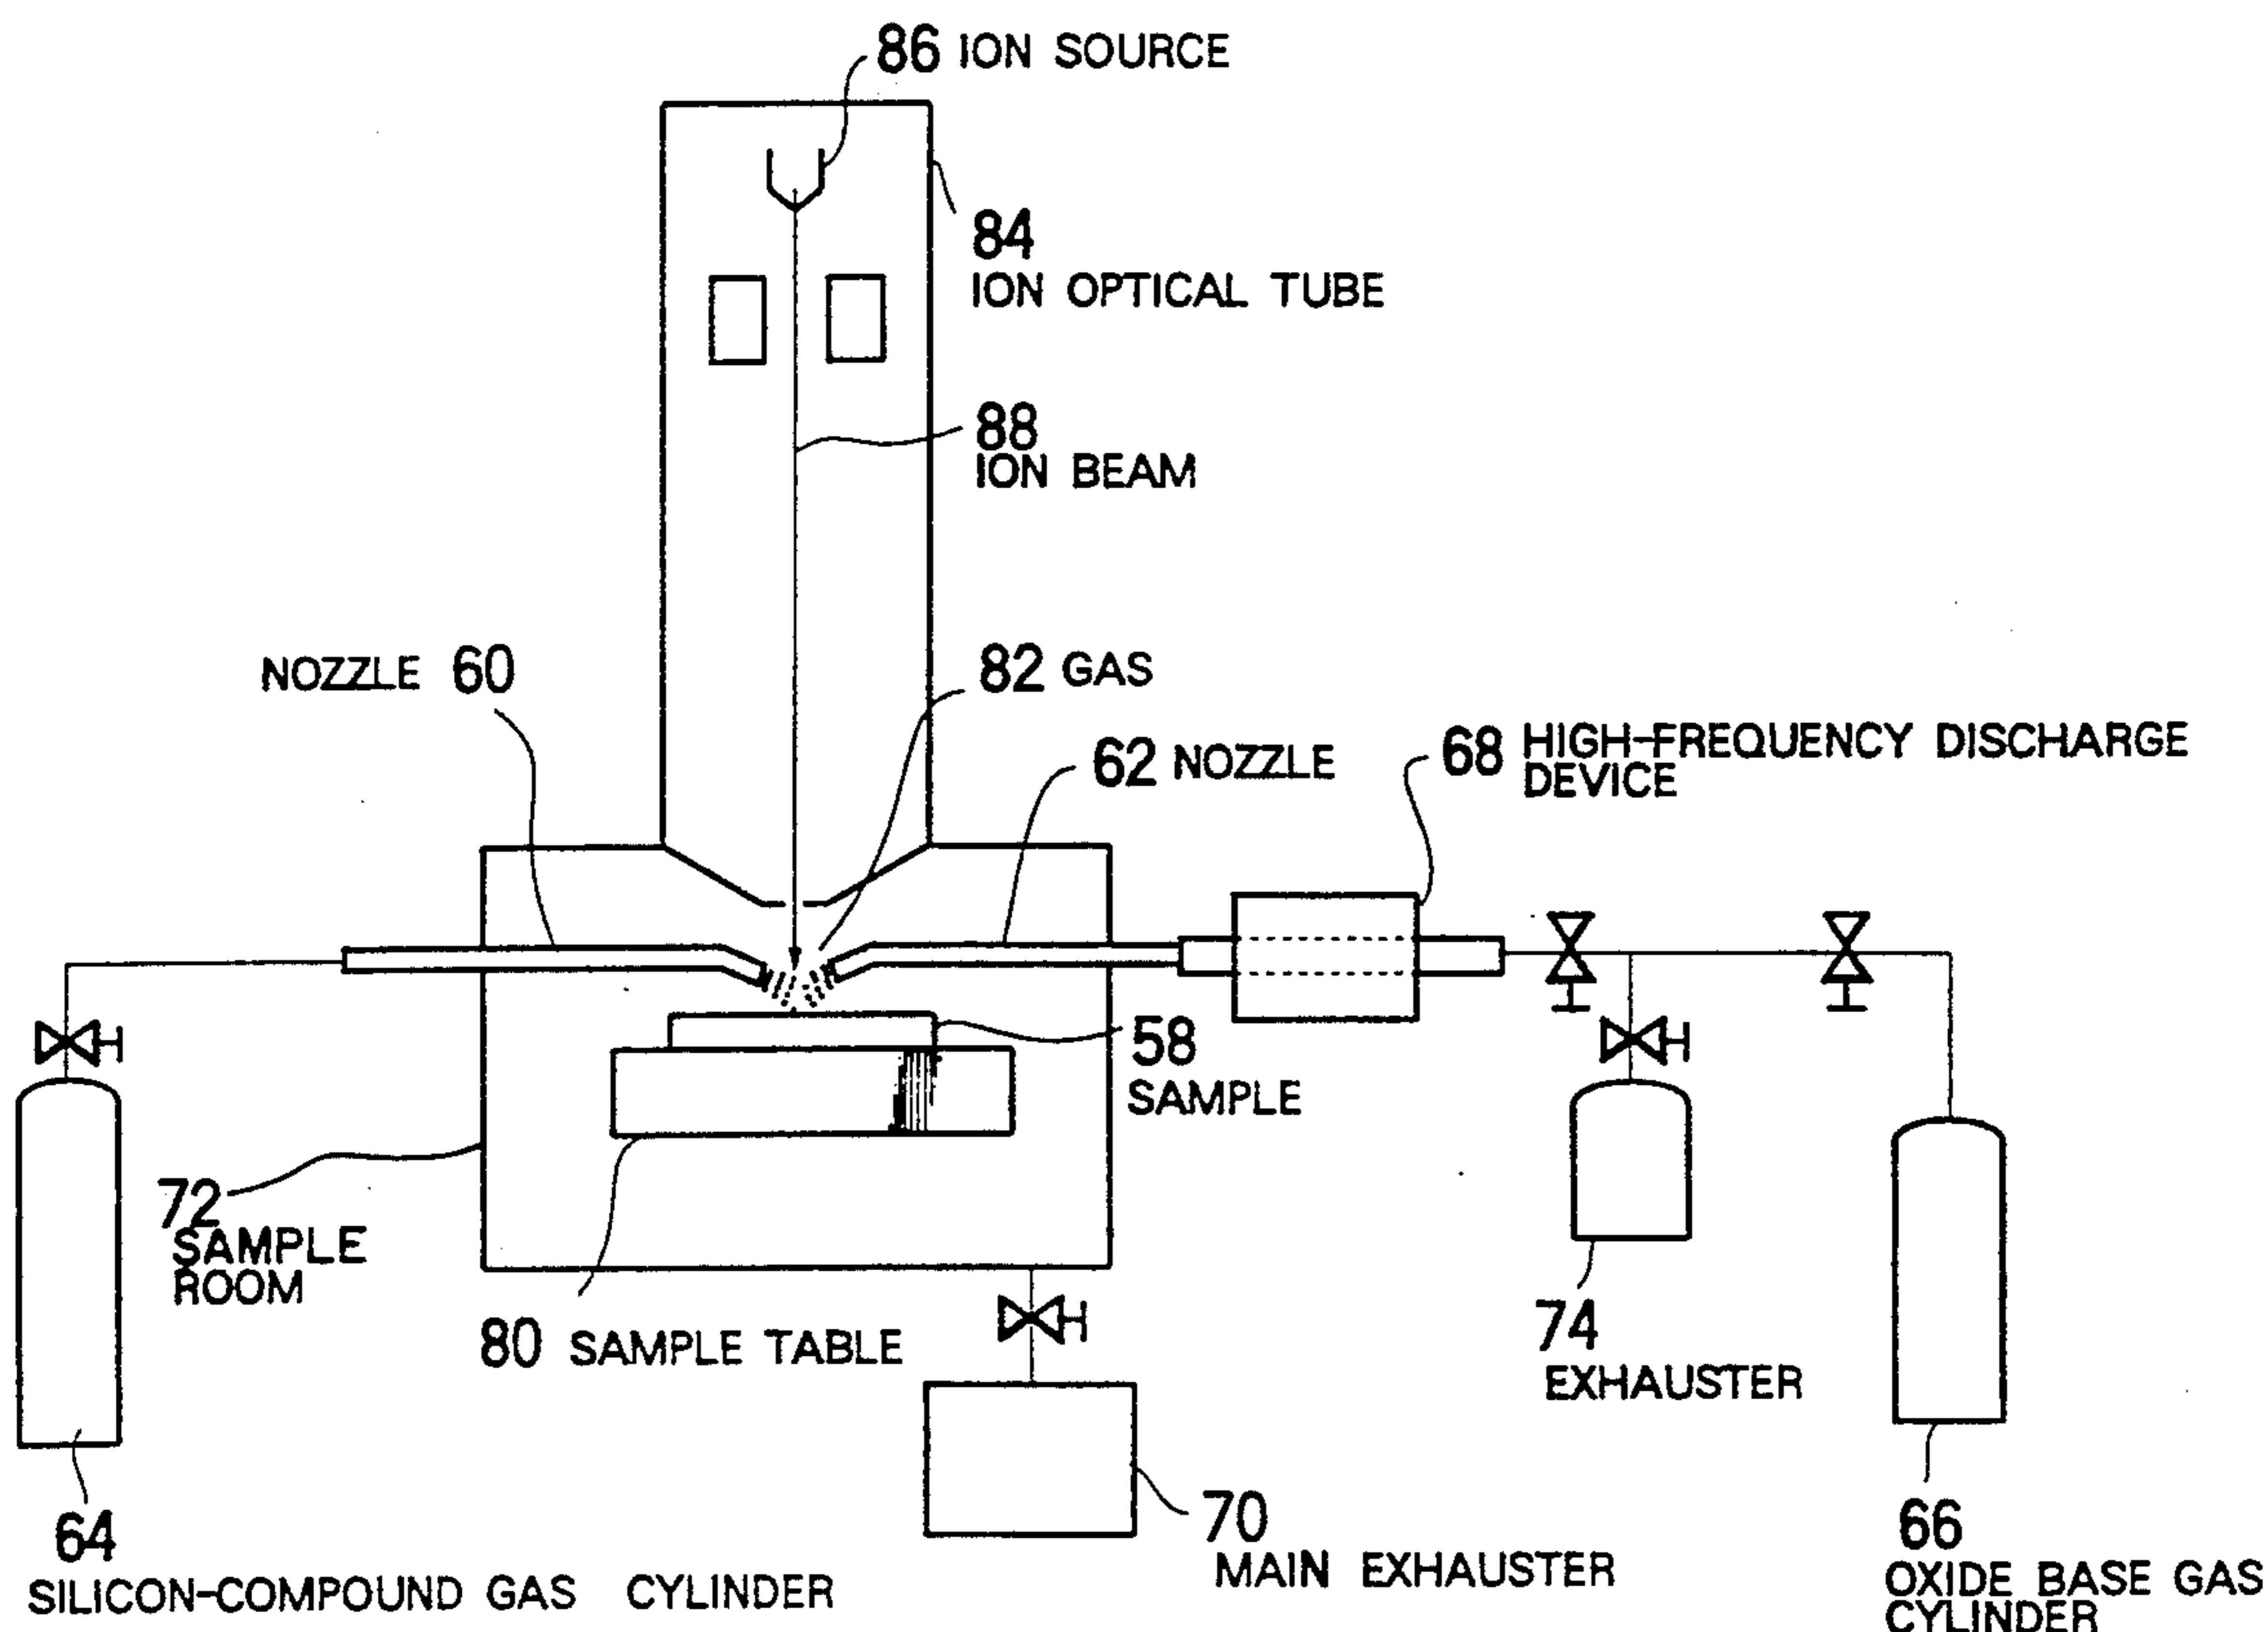 86 ION SOURCE
84
ION OPTICAL TUBE
88
ION BEAM
NOZZLE 60
82 GAS
62 NOZZLE
68 HIGH-FREQUENCY DISCHARGE
DEVICE
58
SAMPLE
72
SAMPLE
ROOM
80 SAMPLE TABLE
74
EXHAUSTER
64
SILICON-COMPOUND GAS CYLINDER
70
MAIN EXHAUSTER
66
OXIDE BASE GAS
CYLINDER